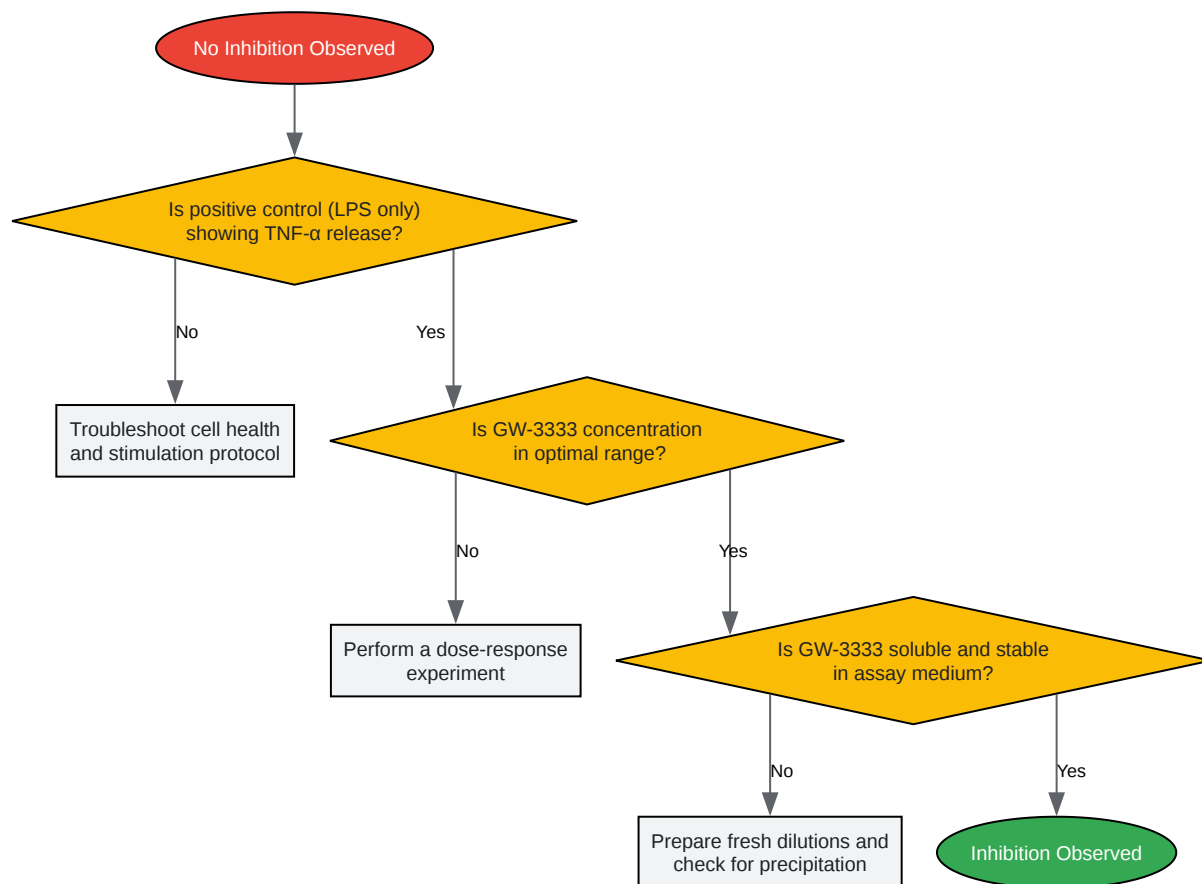 No Inhibition Observed
Is positive control (LPS only)
showing TNF-α release?
No
Yes
Troubleshoot cell health
and stimulation protocol
Is GW-3333 concentration
in optimal range?
No
Yes
Perform a dose-response
experiment
Is GW-3333 soluble and stable
in assay medium?
No
Yes
Prepare fresh dilutions and
check for precipitation
Inhibition Observed